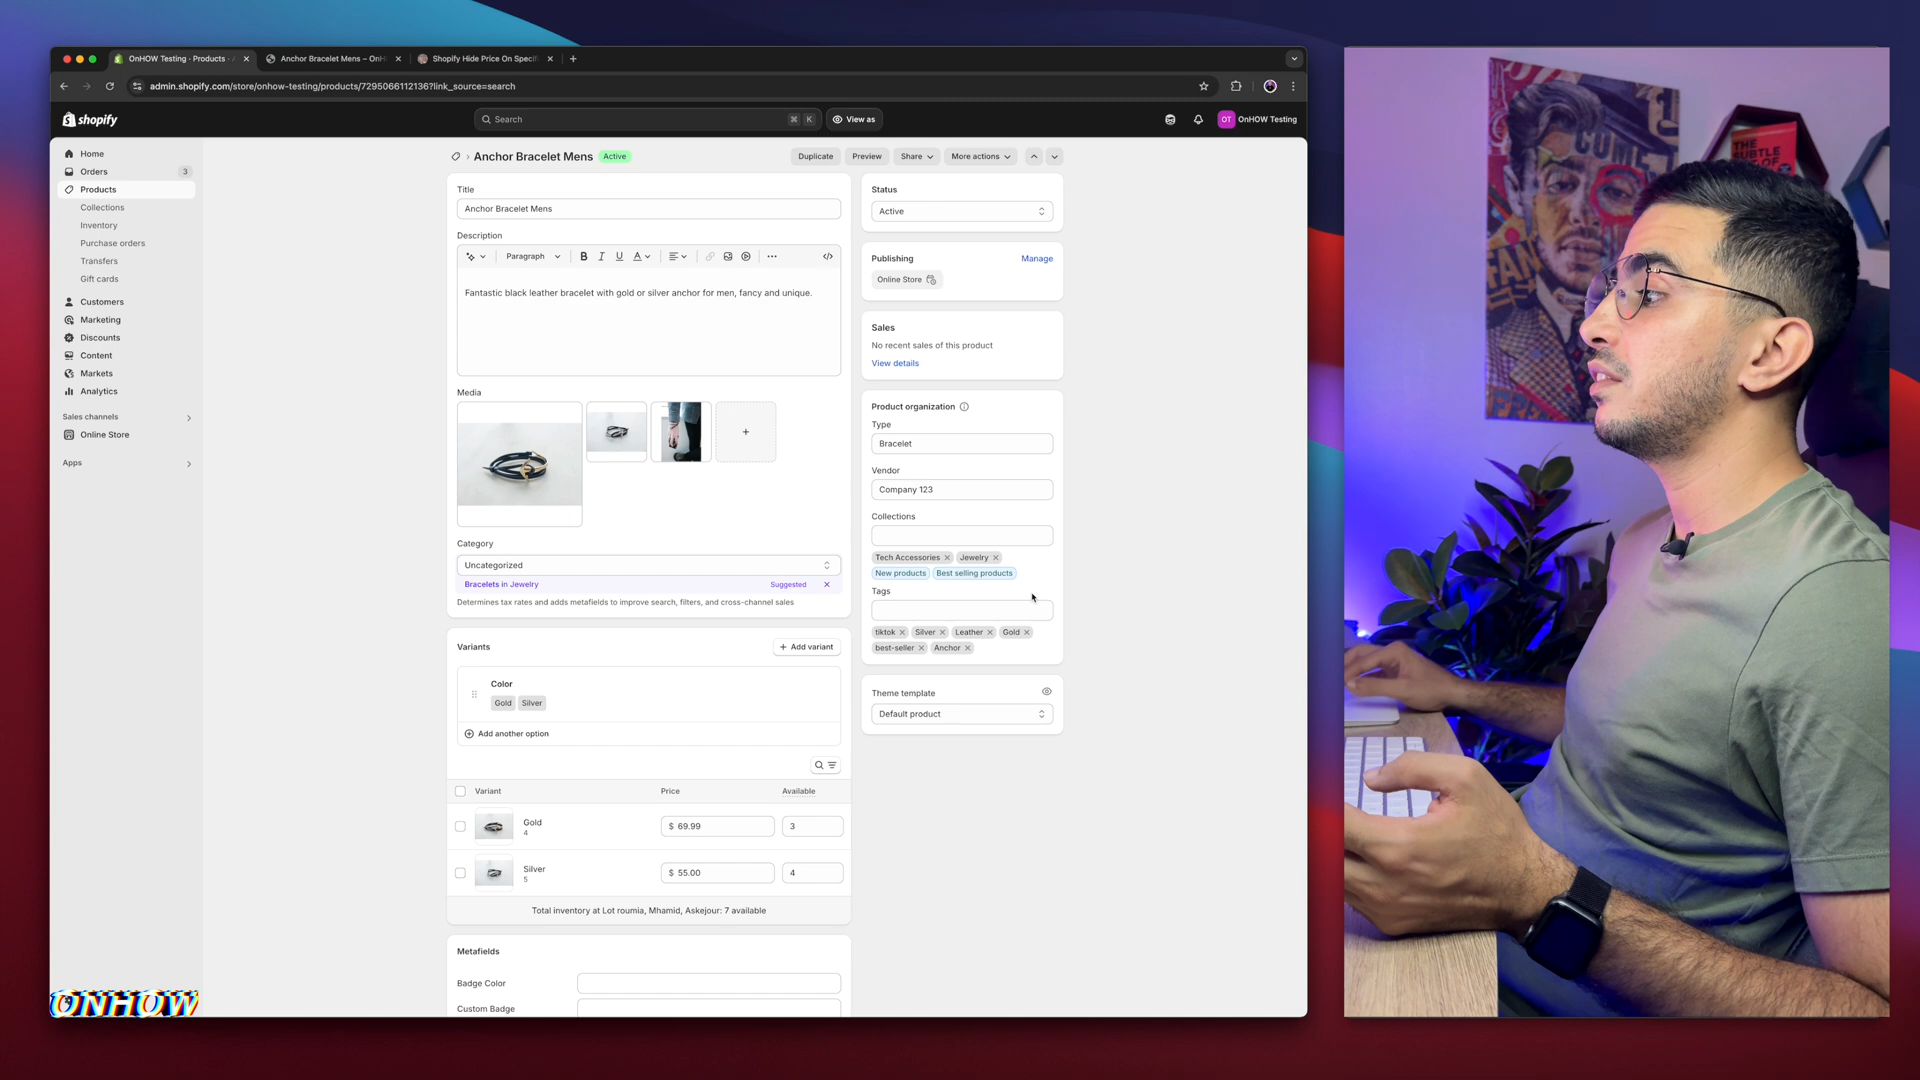 OnHOW Testing · Products · A
Anchor Bracelet Mens – OnH
Shopify Hide Price On Specifi
admin.shopify.com/store/onhow-testing/products/7295066112136?link_source=search
shopify
Search
⌘ K
View as
OT
OnHOW Testing
Home
Orders
3
Products
Collections
Inventory
Purchase orders
Transfers
Gift cards
Customers
Marketing
Discounts
Content
Markets
Analytics
Sales channels
Online Store
Apps
Anchor Bracelet Mens
Active
Duplicate
Preview
Share
More actions
Title
Anchor Bracelet Mens
Description
Paragraph
B I U A
Fantastic black leather bracelet with gold or silver anchor for men, fancy and unique.
Media
Category
Uncategorized
Bracelets in Jewelry
Suggested
Determines tax rates and adds metafields to improve search, filters, and cross-channel sales
Variants
Add variant
Color
Gold Silver
Add another option
Variant Price Available
Gold
4
$ 69.99
3
Silver
5
$ 55.00
4
Total inventory at Lot roumia, Mhamid, Askejour: 7 available
Metafields
Badge Color
Custom Badge
Status
Active
Publishing
Manage
Online Store
Sales
No recent sales of this product
View details
Product organization
Type
Bracelet
Vendor
Company 123
Collections
Tech Accessories Jewelry
New products Best selling products
Tags
tiktok Silver Leather Gold
best-seller Anchor
Theme template
Default product
ONHOW
COME
FAN
THE
SUBTLE